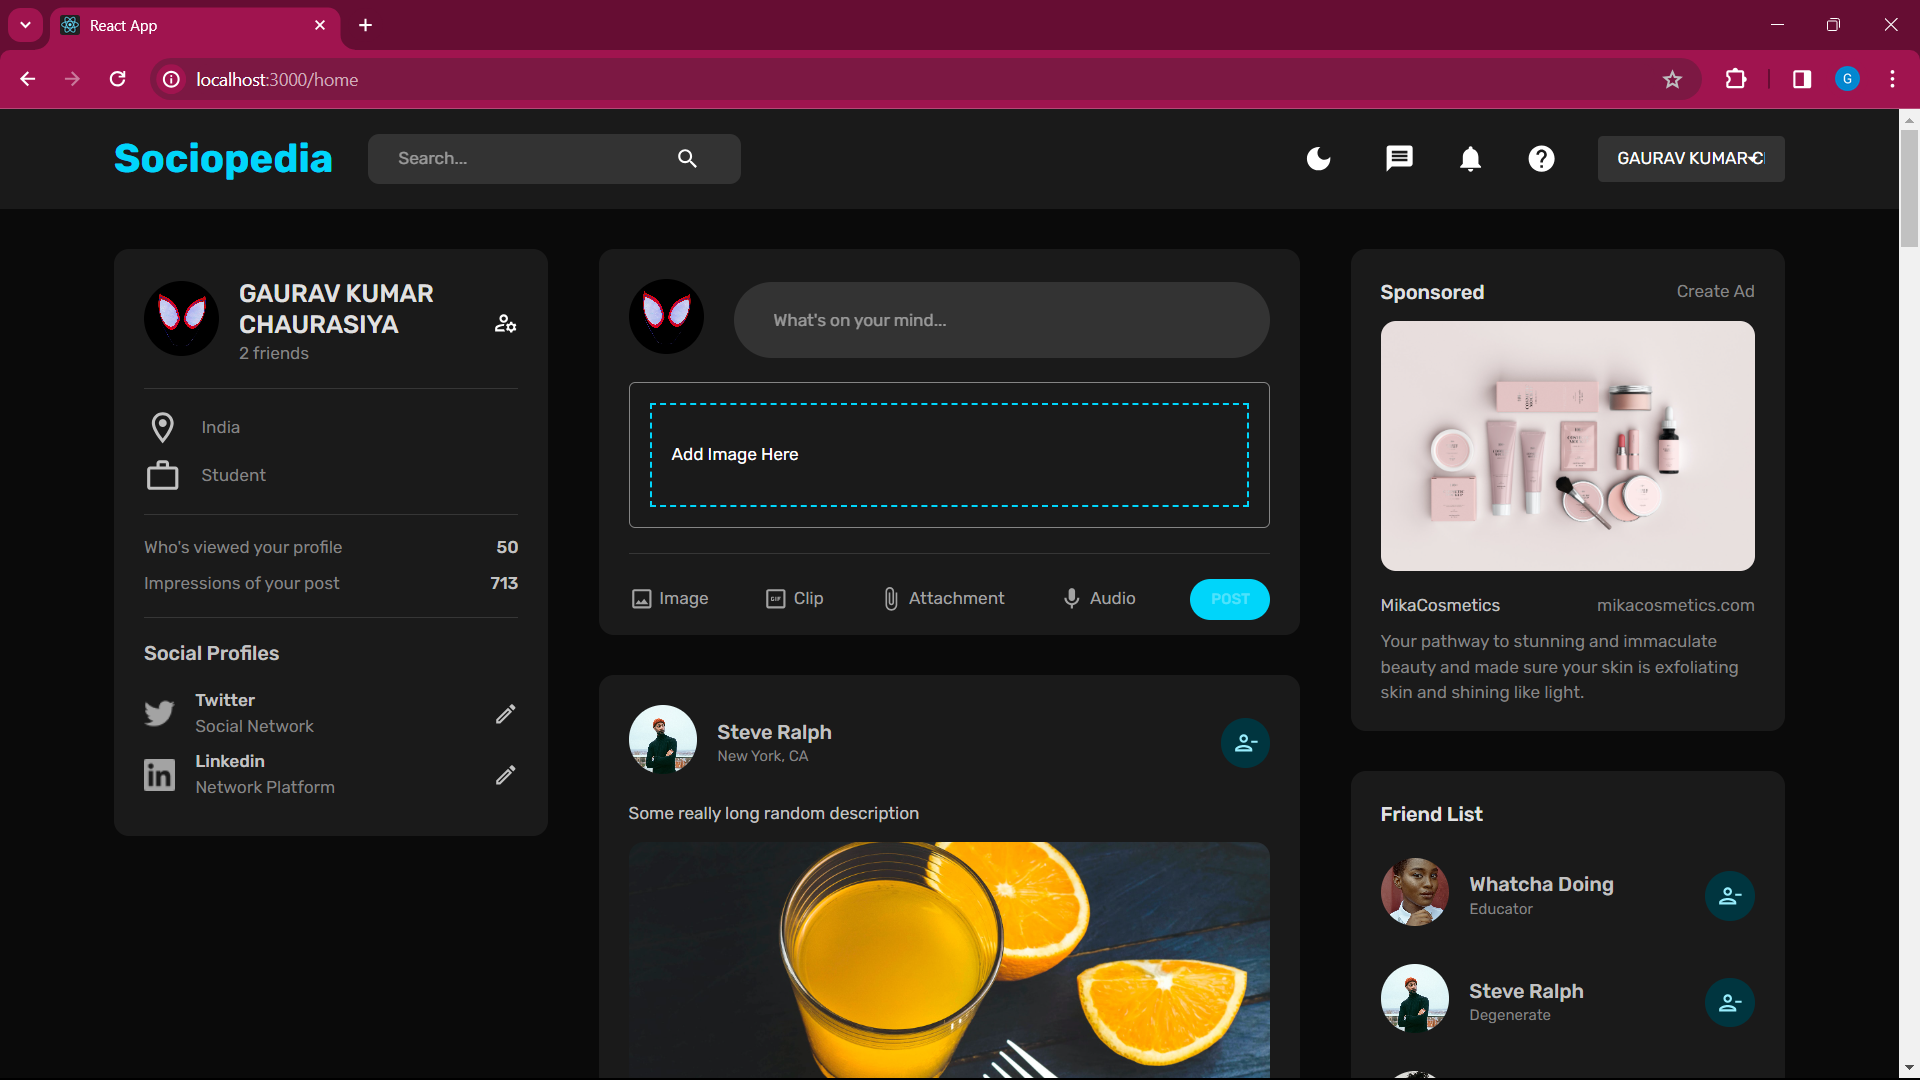 React App
localhost:3000/home
G
Sociopedia
Search...
GAURAV KUMAR C
GAURAV KUMAR
CHAURASIYA
2 friends
India
Student
Who's viewed your profile 50
Impressions of your post 713
Social Profiles
Twitter
Social Network
Linkedin
Network Platform
What's on your mind...
Add Image Here
Image
GIF Clip
Attachment
Audio
POST
Steve Ralph
New York, CA
Some really long random description
Sponsored Create Ad
MikaCosmetics mikacosmetics.com
Your pathway to stunning and immaculate
beauty and made sure your skin is exfoliating
skin and shining like light.
Friend List
Whatcha Doing
Educator
Steve Ralph
Degenerate